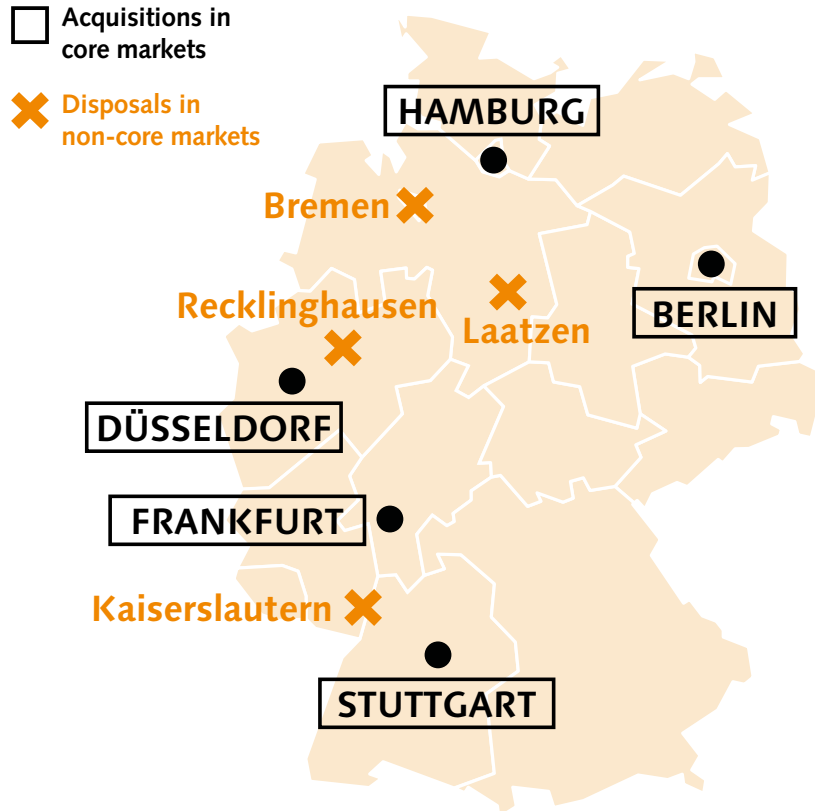 Acquisitions in
core markets
Disposals in
non-core markets
HAMBURG
Bremen
Recklinghausen
Laatzen
BERLIN
DÜSSELDORF
FRANKFURT
Kaiserslautern
STUTTGART